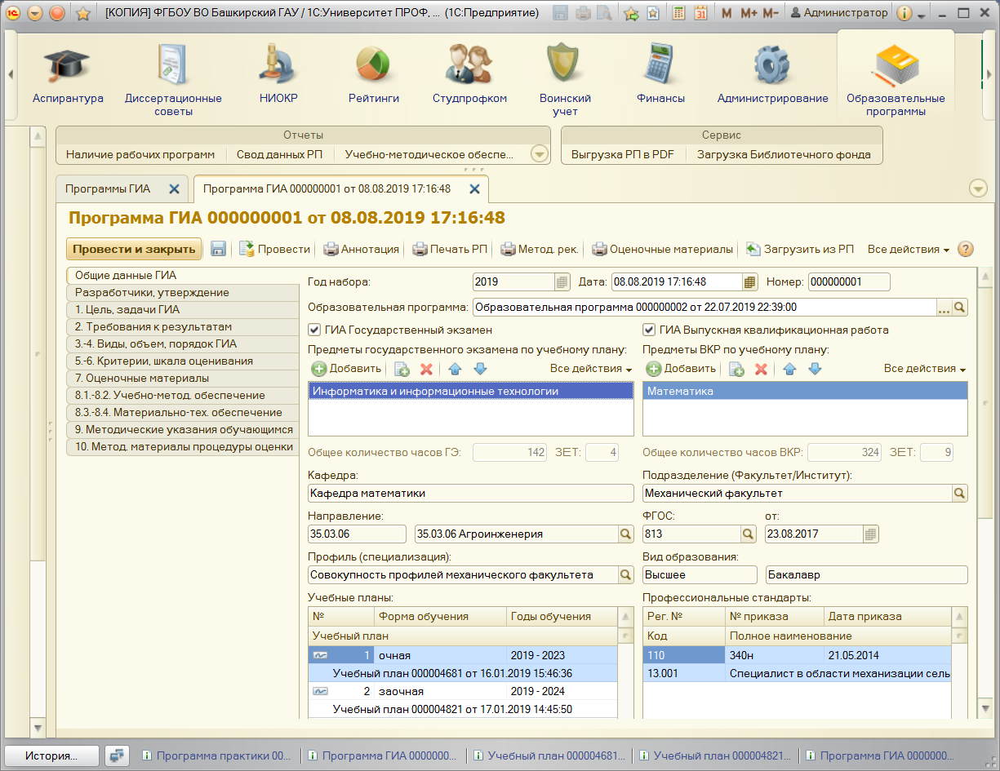 [КОПИЯ] ФГБОУ ВО Башкирский ГАУ / 1С:Университет ПРОФ, ... (1С:Предприятие)
31 M M+ M- Администратор
Аспирантура
Диссертационные советы
НИОКР
Рейтинги
Студпрофком
Воинский учет
Финансы
Администрирование
Образовательные программы
Отчеты
Сервис
Наличие рабочих программ Свод данных РП Учебно-методическое обеспе...
Выгрузка РП в PDF Загрузка Библиотечного фонда
Программы ГИА
Программа ГИА 000000001 от 08.08.2019 17:16:48
Программа ГИА 000000001 от 08.08.2019 17:16:48
Провести и закрыть Провести Аннотация Печать РП Метод. рек. Оценочные материалы Загрузить из РП Все действия ?
Общие данные ГИА
Разработчики, утверждение
1. Цель, задачи ГИА
2. Требования к результатам
3.-4. Виды, объем, порядок ГИА
5.-6. Критерии, шкала оценивания
7. Оценочные материалы
8.1.-8.2. Учебно-метод. обеспечение
8.3.-8.4. Материально-тех. обеспечение
9. Методические указания обучающимся
10. Метод. материалы процедуры оценки
Год набора: 2019 Дата: 08.08.2019 17:16:48 Номер: 000000001
Образовательная программа: Образовательная программа 000000002 от 22.07.2019 22:39:00 ...
ГИА Государственный экзамен
ГИА Выпускная квалификационная работа
Предметы государственного экзамена по учебному плану:
Предметы ВКР по учебному плану:
Добавить Все действия
Добавить Все действия
Информатика и информационные технологии
Математика
Общее количество часов ГЭ: 142 ЗЕТ: 4
Общее количество часов ВКР: 324 ЗЕТ: 9
Кафедра:
Подразделение (Факультет/Институт):
Кафедра математики
Механический факультет
Направление:
ФГОС: от:
35.03.06 35.03.06 Агроинженерия
813 23.08.2017
Профиль (специализация):
Вид образования:
Совокупность профилей механического факультета
Высшее Бакалавр
Учебные планы:
Профессиональные стандарты:
№ Форма обучения Годы обучения
Рег. № № приказа Дата приказа
Учебный план
Код Полное наименование
1 очная 2019 - 2023
110 340н 21.05.2014
Учебный план 000004681 от 16.01.2019 15:46:36
13.001 Специалист в области механизации сель
2 заочная 2019 - 2024
Учебный план 000004821 от 17.01.2019 14:45:50
История... Программа практики 00... Программа ГИА 0000000... Учебный план 000004681... Учебный план 000004821... Программа ГИА 0000000...